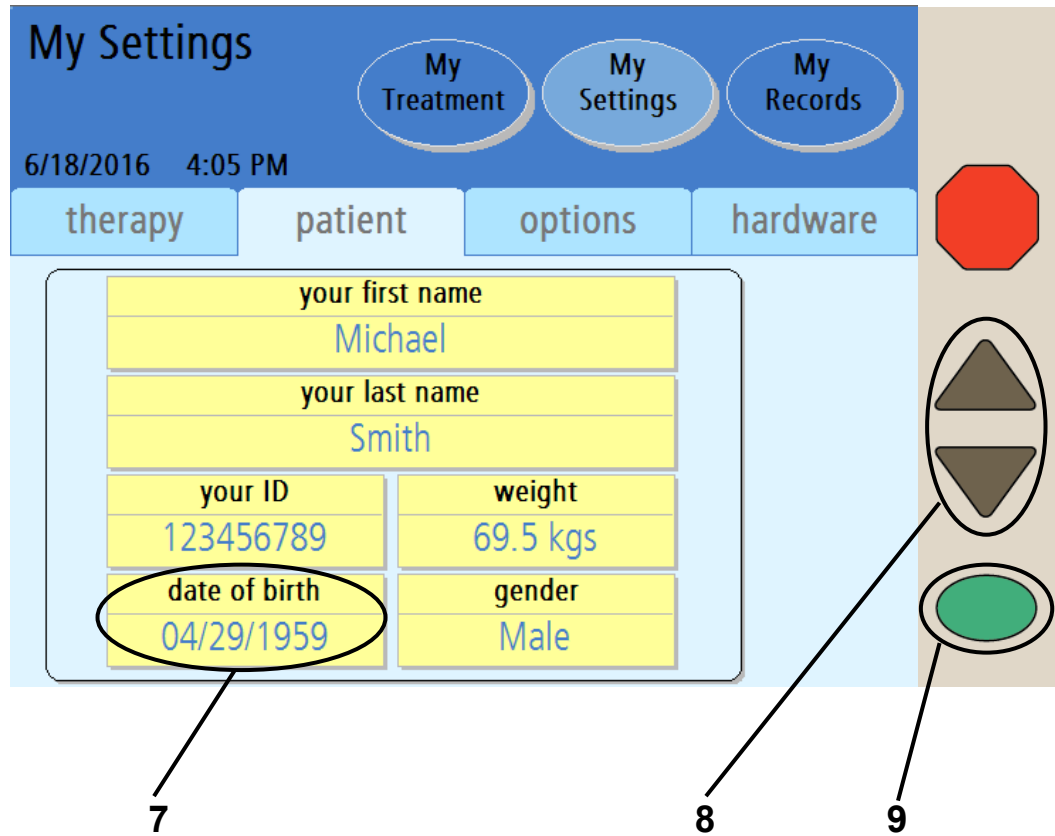 My Settings
My
Treatment
My
Settings
My
Records
6/18/2016 4:05 PM
therapy patient options hardware
your first name
Michael
your last name
Smith
your ID weight
123456789 69.5 kgs
date of birth gender
04/29/1959 Male
7 8 9